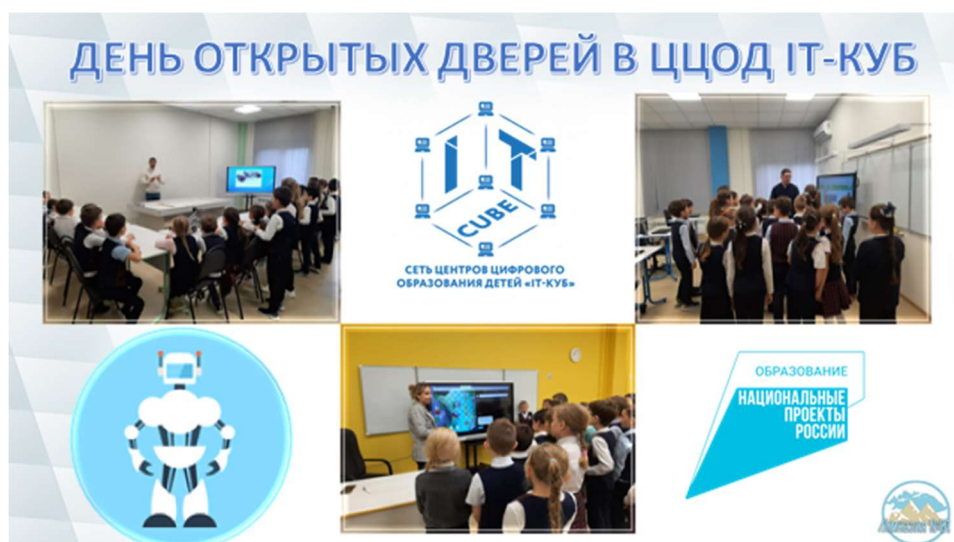 ДЕНЬ ОТКРЫТЫХ ДВЕРЕЙ В ЦЦОД IT-КУБ
IT
CUBE
СЕТЬ ЦЕНТРОВ ЦИФРОВОГО
ОБРАЗОВАНИЯ ДЕТЕЙ «IT-КУБ»
ОБРАЗОВАНИЕ
НАЦИОНАЛЬНЫЕ
ПРОЕКТЫ
РОССИИ